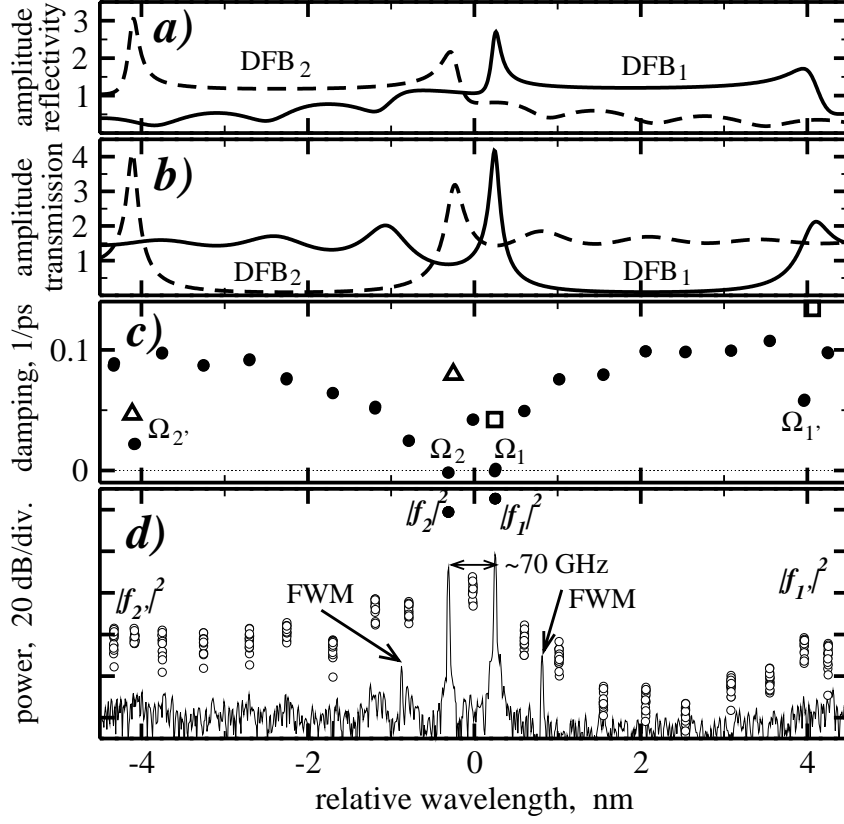 amplitude
reflectivity
3
2
1
a)
DFB₂
DFB₁
amplitude
transmission
4
3
2
1
b)
DFB₂
DFB₁
damping, 1/ps
0.1
0
c)
Ω₂'
Ω₂
Ω₁
Ω₁'
power, 20 dB/div.
d)
|f₂|²
|f₁|²
~70 GHz
|f₂'|²
FWM
FWM
|f₁'|²
-4
-2
0
2
4
relative wavelength, nm